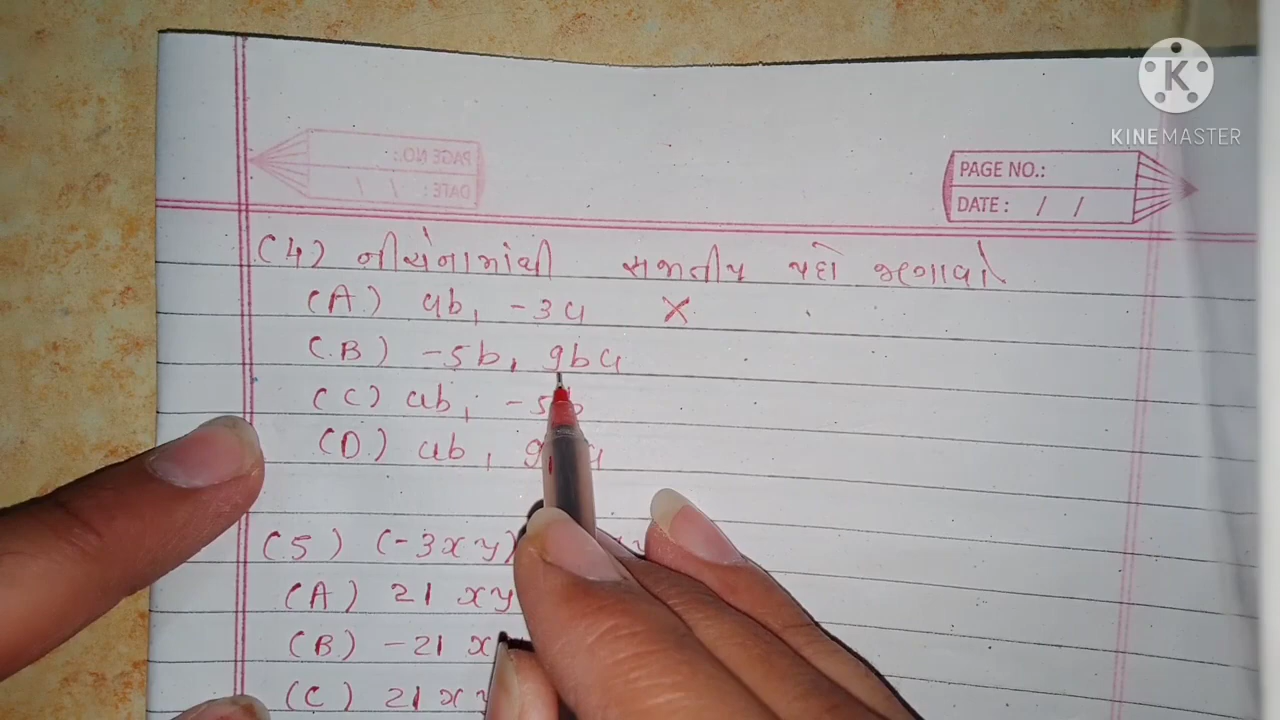 KINEMASTER
PAGE NO.:
DATE : / /
(4) નીચેનામાંથી સજાતીય પદો જણાવો
(A) ab, -3a ×
(B) -5b, 9ba
(C) ab, -5b
(D) ab, 9
(5) (-3xy)
(A) 21 xy
(B) -21 x
(C) 21 x